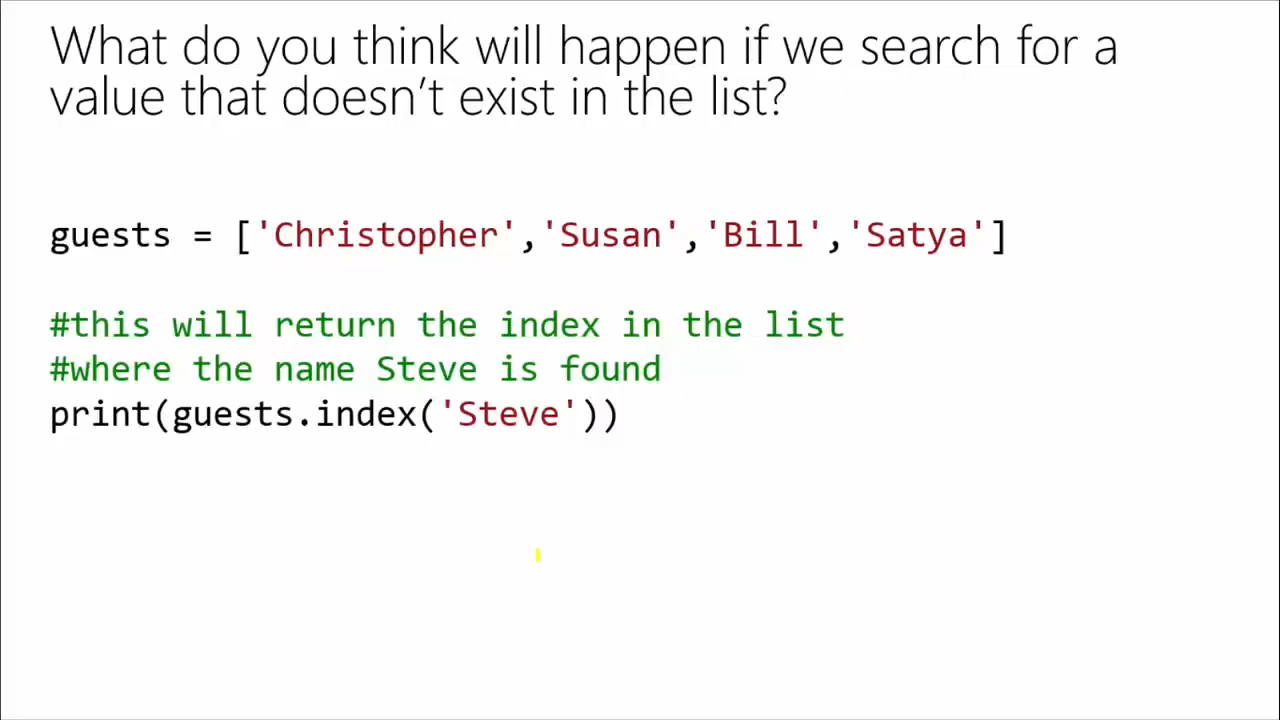 What do you think will happen if we search for a
value that doesn’t exist in the list?
guests = ['Christopher','Susan','Bill','Satya']
#this will return the index in the list
#where the name Steve is found
print(guests.index('Steve'))